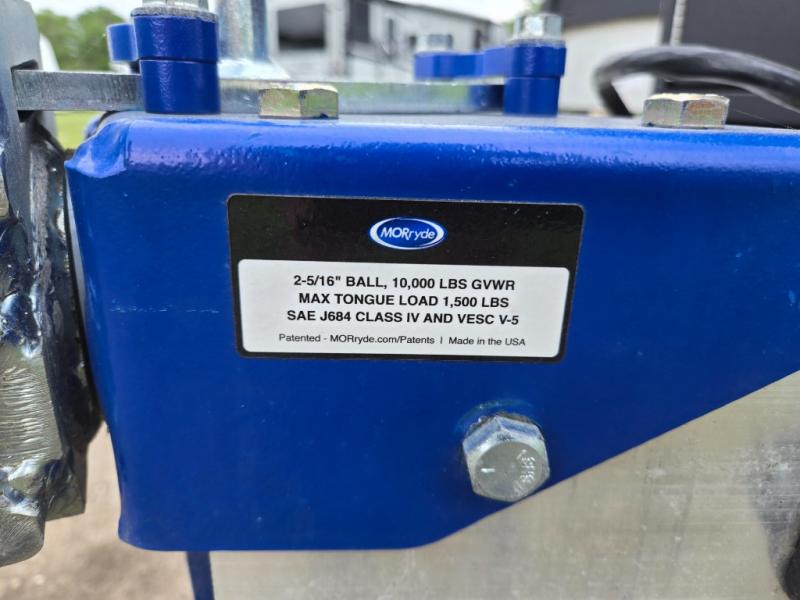 MORryde
2-5/16" BALL, 10,000 LBS GVWR
MAX TONGUE LOAD 1,500 LBS
SAE J684 CLASS IV AND VESC V-5
Patented - MORryde.com/Patents | Made in the USA